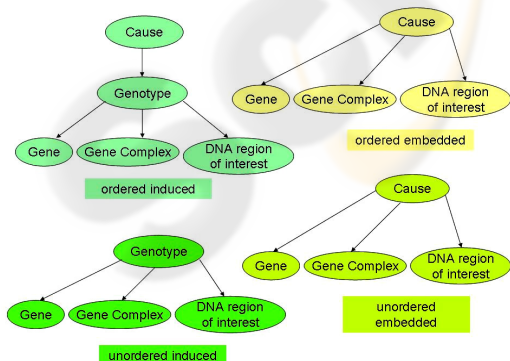 Cause
Genotype
Gene
Gene Complex
DNA region
of interest
ordered induced
Cause
Gene
Gene Complex
DNA region
of interest
ordered embedded
Genotype
Gene
Gene Complex
DNA region
of interest
unordered induced
Cause
Gene
Gene Complex
DNA region
of interest
unordered
embedded